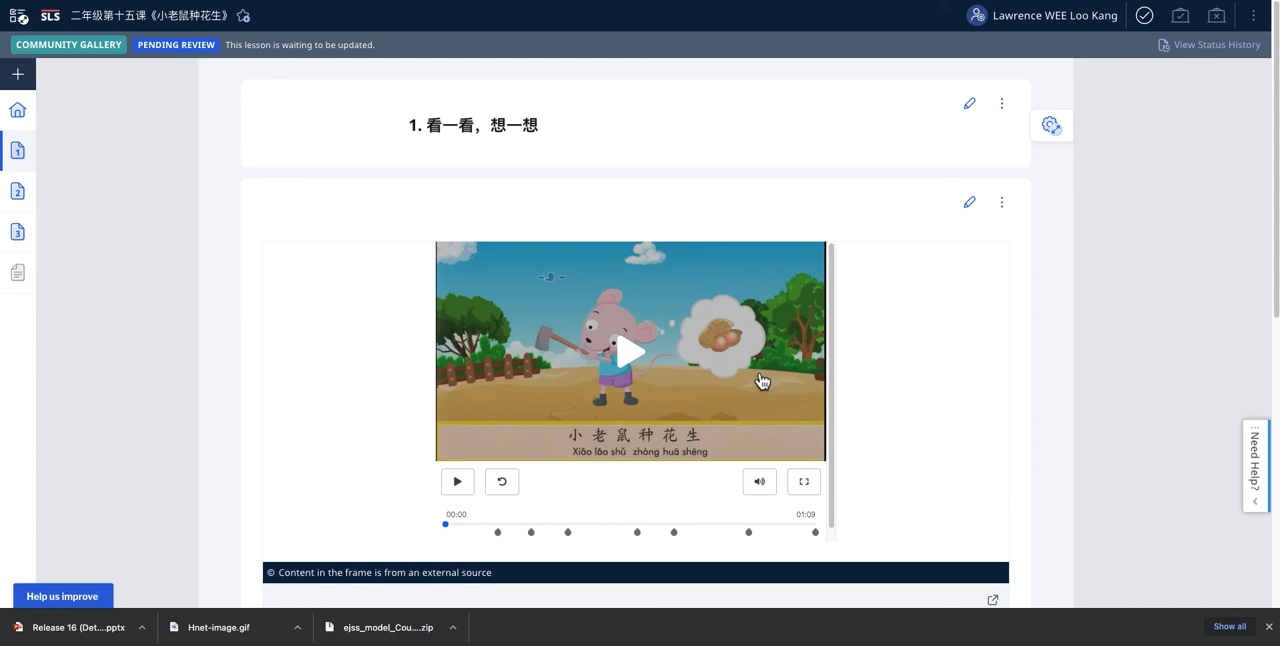 SLS 二年级第十五课《小老鼠种花生》
Lawrence WEE Loo Kang
COMMUNITY GALLERY PENDING REVIEW This lesson is waiting to be updated.
View Status History
1. 看一看，想一想
1
2
3
小老鼠种花生
Xiǎo lǎo shǔ zhòng huā shēng
00:00 01:09
Need Help?
© Content in the frame is from an external source
Help us improve
Release 16 (Det....pptx
Hnet-image.gif
ejss_model_Cou....zip
Show all